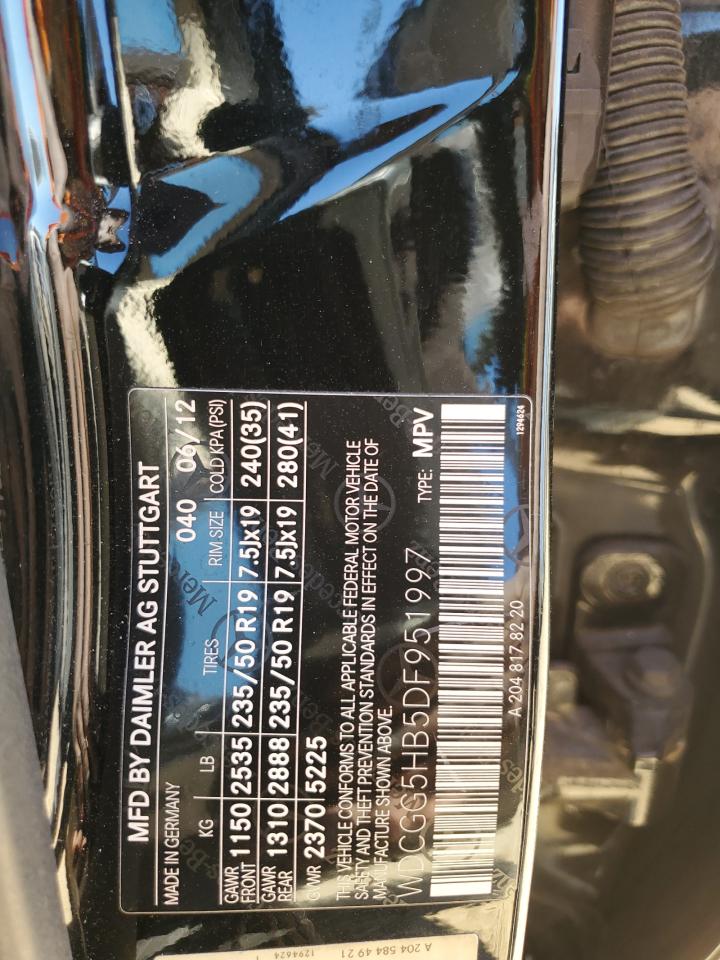 MFD BY DAIMLER AG STUTTGART
MADE IN GERMANY 040 06/12
KG LB TIRES RIM SIZE COLD KPA(PSI)
GAWR FRONT 1150 2535 235/50 R19 7.5Jx19 240(35)
GAWR REAR 1310 2888 235/50 R19 7.5Jx19 280(41)
GVWR 2370 5225
THIS VEHICLE CONFORMS TO ALL APPLICABLE FEDERAL MOTOR VEHICLE
SAFETY AND THEFT PREVENTION STANDARDS IN EFFECT ON THE DATE OF
MANUFACTURE SHOWN ABOVE.
WDCGG5HB5DF951997 TYPE: MPV
A 204 817 82 20 1294624
A 204 584 49 21
1294624